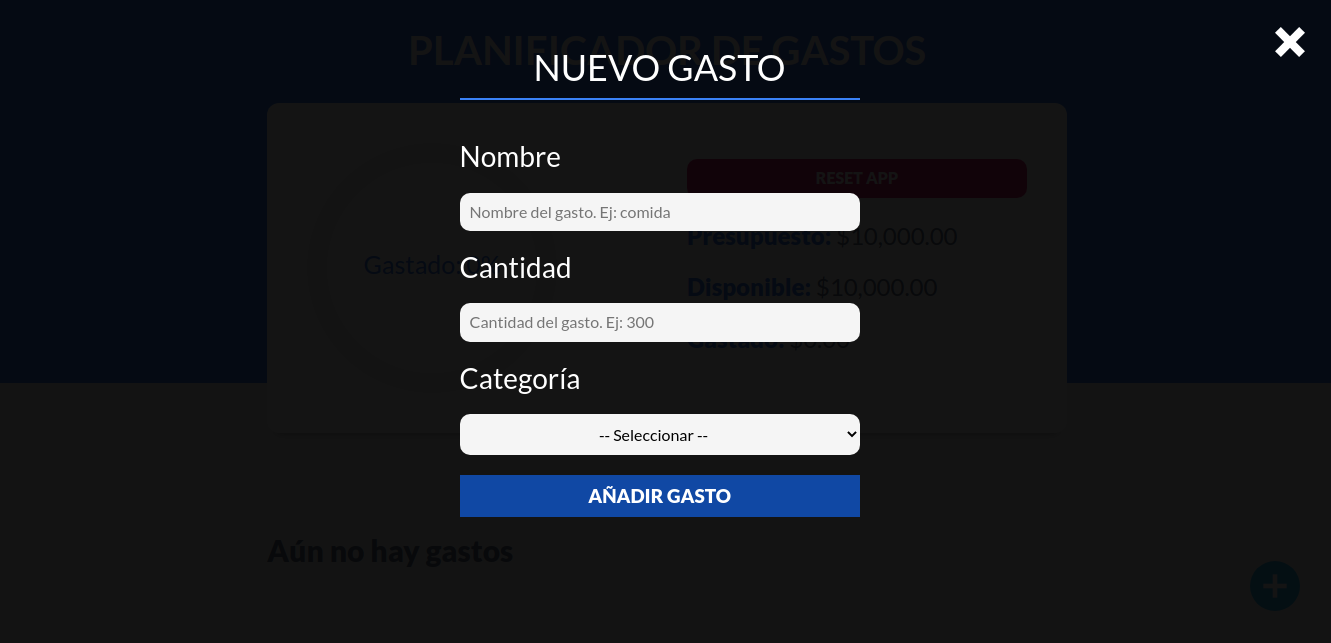 PLANIFICADOR DE GASTOS
NUEVO GASTO
Nombre
RESET APP
Nombre del gasto. Ej: comida
Presupuesto: $10,000.00
Gastado:
Cantidad
Disponible: $10,000.00
Cantidad del gasto. Ej: 300
Gastado: $0.00
Categoría
-- Seleccionar --
AÑADIR GASTO
Aún no hay gastos